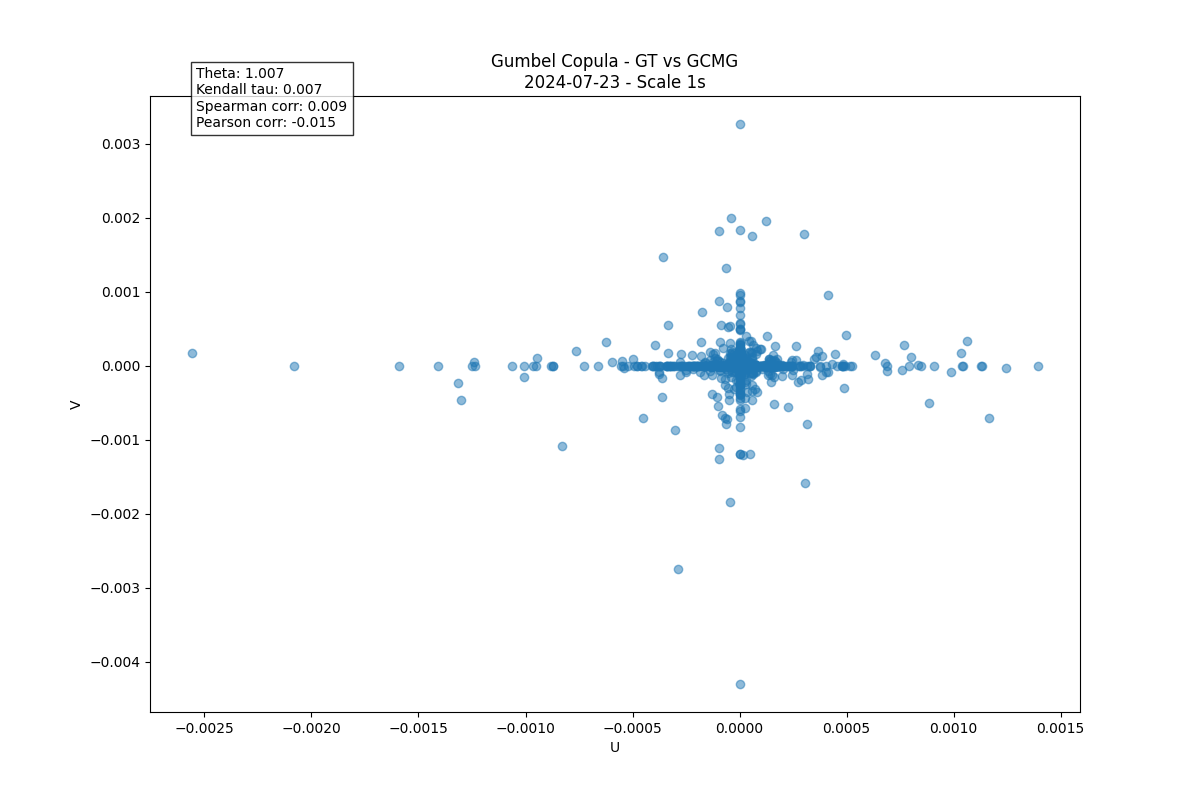 Gumbel Copula - GT vs GCMG
2024-07-23 - Scale 1s
Theta: 1.007
Kendall tau: 0.007
Spearman corr: 0.009
Pearson corr: -0.015
0.003
0.002
0.001
0.000
−0.001
−0.002
−0.003
−0.004
V
−0.0025 −0.0020 −0.0015 −0.0010 −0.0005 0.0000 0.0005 0.0010 0.0015
U